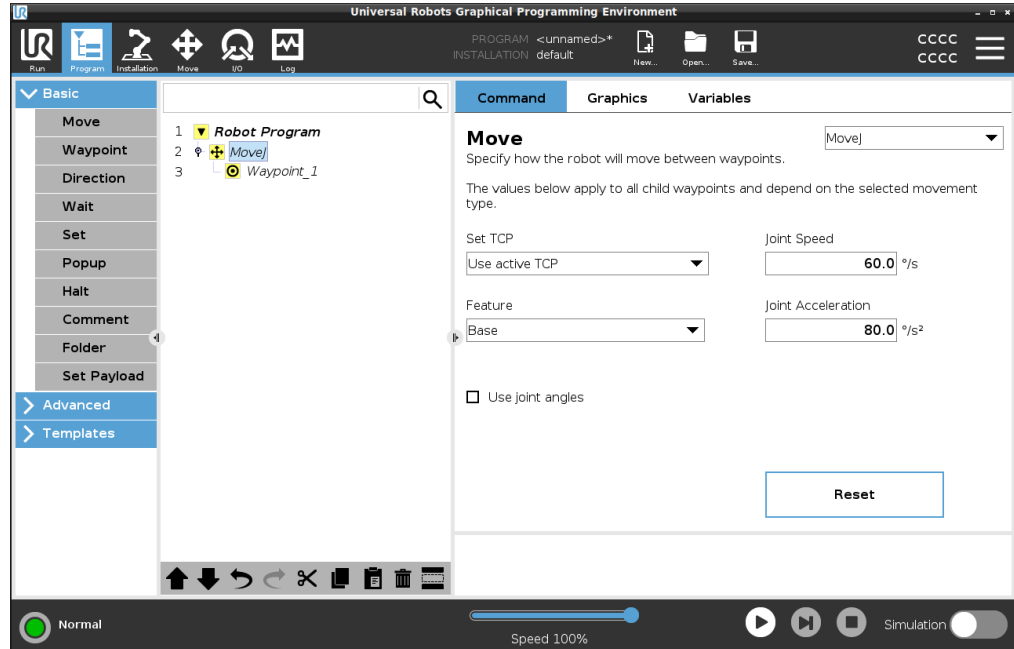 Universal Robots Graphical Programming Environment
UR
Run
Program
Installation
Move
I/O
Log
PROGRAM <unnamed>*
INSTALLATION default
New...
Open...
Save...
CCCC
CCCC
Basic
Move
Waypoint
Direction
Wait
Set
Popup
Halt
Comment
Folder
Set Payload
Advanced
Templates
1 Robot Program
2 MoveJ
3 Waypoint_1
Command Graphics Variables
Move
MoveJ
Specify how the robot will move between waypoints.
The values below apply to all child waypoints and depend on the selected movement
type.
Set TCP
Use active TCP
Joint Speed
60.0 °/s
Feature
Base
Joint Acceleration
80.0 °/s²
Use joint angles
Reset
Normal
Speed 100%
Simulation